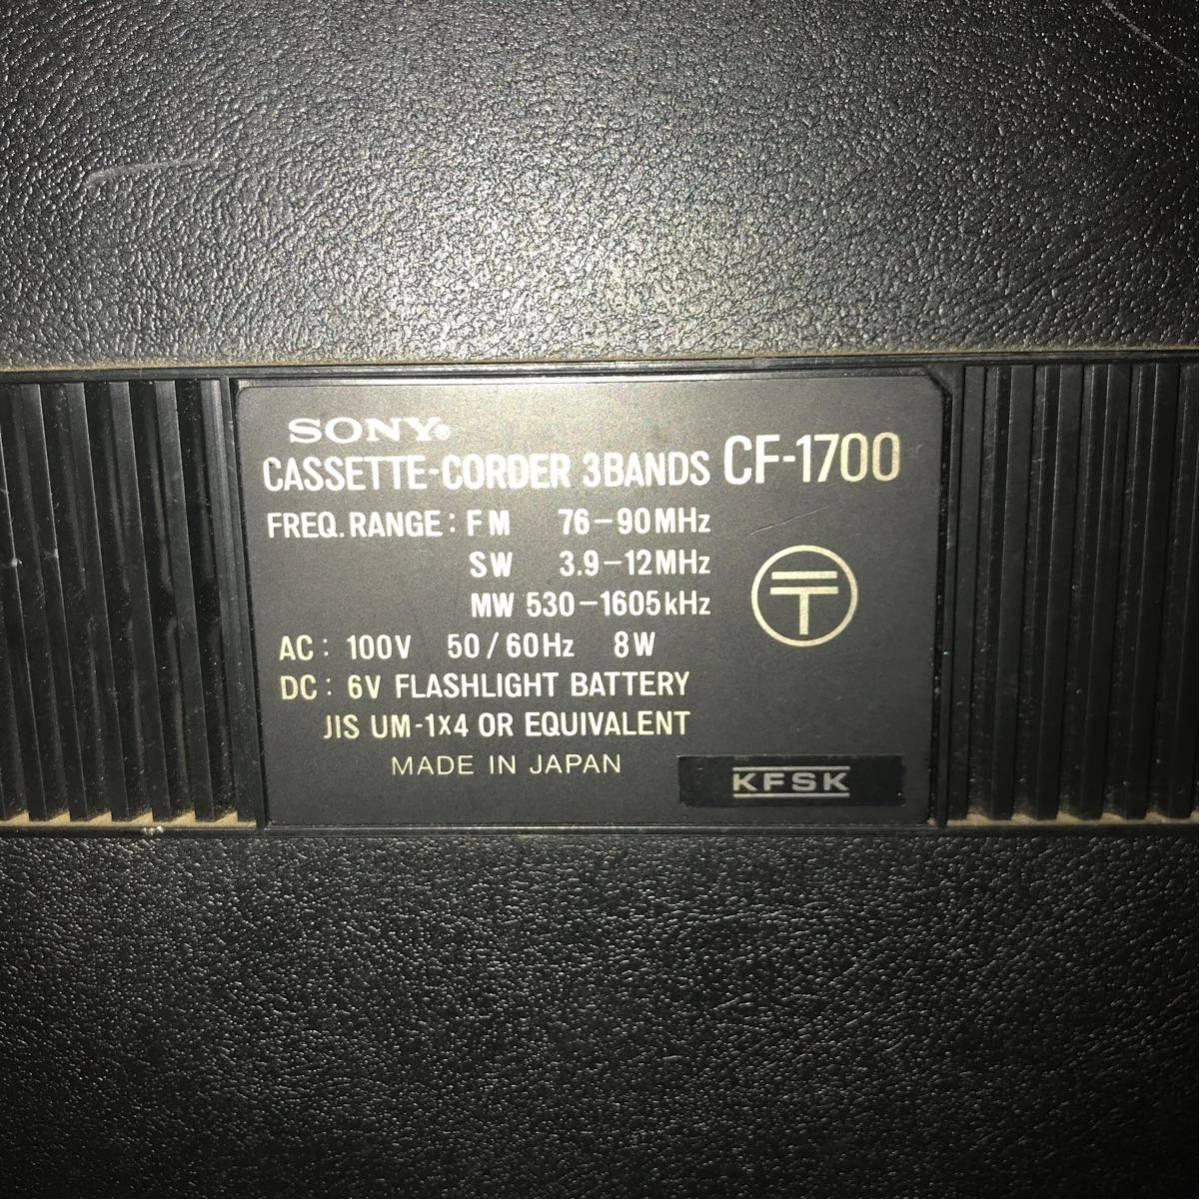 SONY®
CASSETTE-CORDER 3BANDS CF-1700
FREQ. RANGE : FM 76-90MHz
SW 3.9-12MHz
MW 530-1605kHz
〒
AC : 100V 50/60Hz 8W
DC : 6V FLASHLIGHT BATTERY
JIS UM-1X4 OR EQUIVALENT
MADE IN JAPAN
KFSK